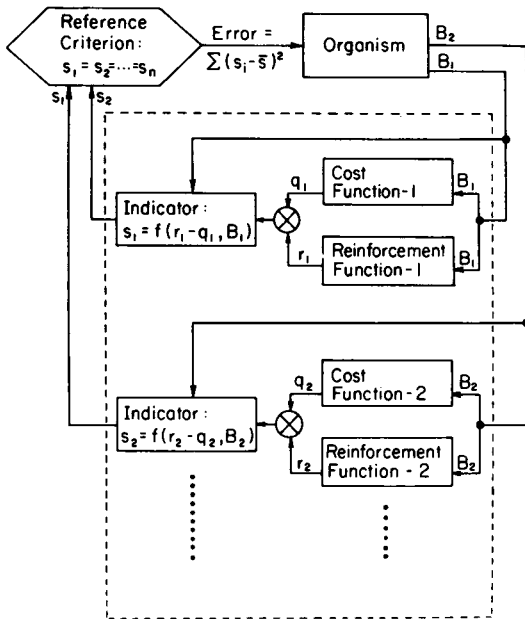 Reference
Criterion:
s₁ = s₂ = ... = sₙ
Error =
∑(sᵢ-s̄)²
Organism
B₂
B₁
s₁
s₂
Indicator:
s₁ = f(r₁-q₁, B₁)
q₁
r₁
Cost
Function-1
B₁
Reinforcement
Function-1
B₁
Indicator:
s₂ = f(r₂-q₂, B₂)
q₂
r₂
Cost
Function-2
B₂
Reinforcement
Function - 2
B₂